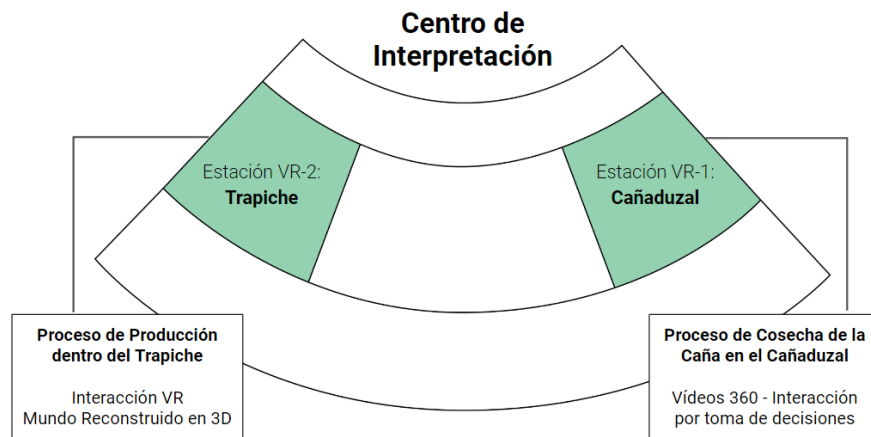 Centro de
Interpretación
Estación VR-2:
Trapiche
Estación VR-1:
Cañaduzal
Proceso de Producción
dentro del Trapiche
Interacción VR
Mundo Reconstruido en 3D
Proceso de Cosecha de la
Caña en el Cañaduzal
Vídeos 360 - Interacción
por toma de decisiones